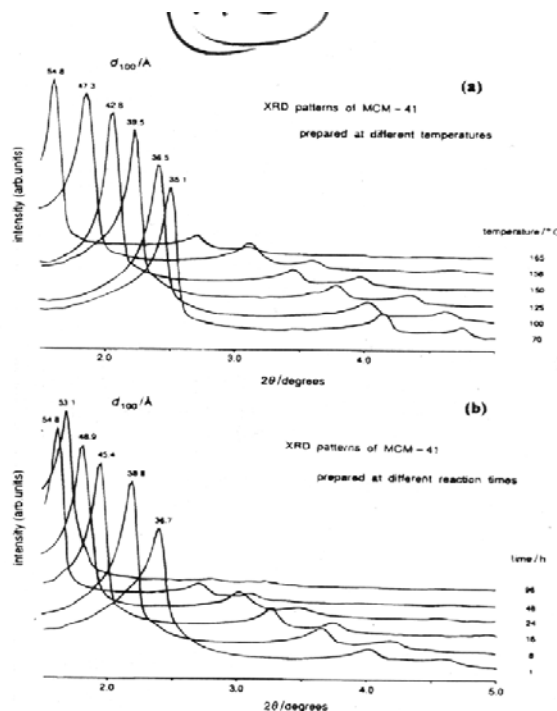 d100/Å
(a)
54.8
47.3
42.8
39.5
36.5
35.1
XRD patterns of MCM-41
prepared at different temperatures
intensity (arb.units)
temperature/°C
165
150
125
100
70
2.0
3.0
4.0
2θ/degrees
d100/Å
(b)
53.1
54.8
48.9
45.4
38.8
36.7
XRD patterns of MCM-41
prepared at different reaction times
intensity (arb.units)
time/h
96
48
24
8
1
2.0
3.0
4.0
5.0
2θ/degrees